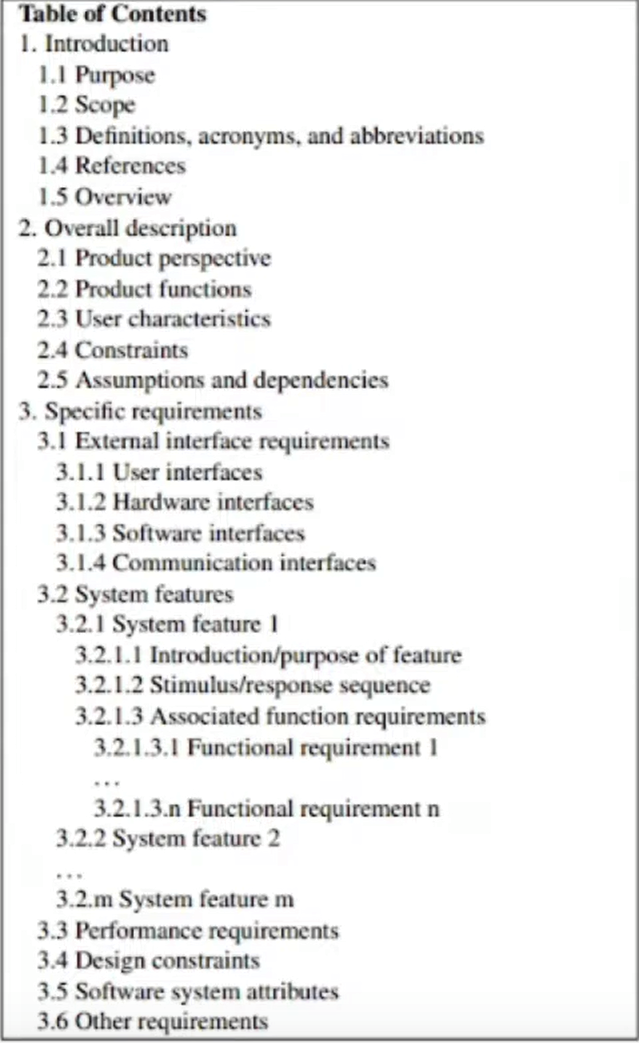 Table of Contents
1. Introduction
1.1 Purpose
1.2 Scope
1.3 Definitions, acronyms, and abbreviations
1.4 References
1.5 Overview
2. Overall description
2.1 Product perspective
2.2 Product functions
2.3 User characteristics
2.4 Constraints
2.5 Assumptions and dependencies
3. Specific requirements
3.1 External interface requirements
3.1.1 User interfaces
3.1.2 Hardware interfaces
3.1.3 Software interfaces
3.1.4 Communication interfaces
3.2 System features
3.2.1 System feature 1
3.2.1.1 Introduction/purpose of feature
3.2.1.2 Stimulus/response sequence
3.2.1.3 Associated function requirements
3.2.1.3.1 Functional requirement 1
...
3.2.1.3.n Functional requirement n
3.2.2 System feature 2
...
3.2.m System feature m
3.3 Performance requirements
3.4 Design constraints
3.5 Software system attributes
3.6 Other requirements